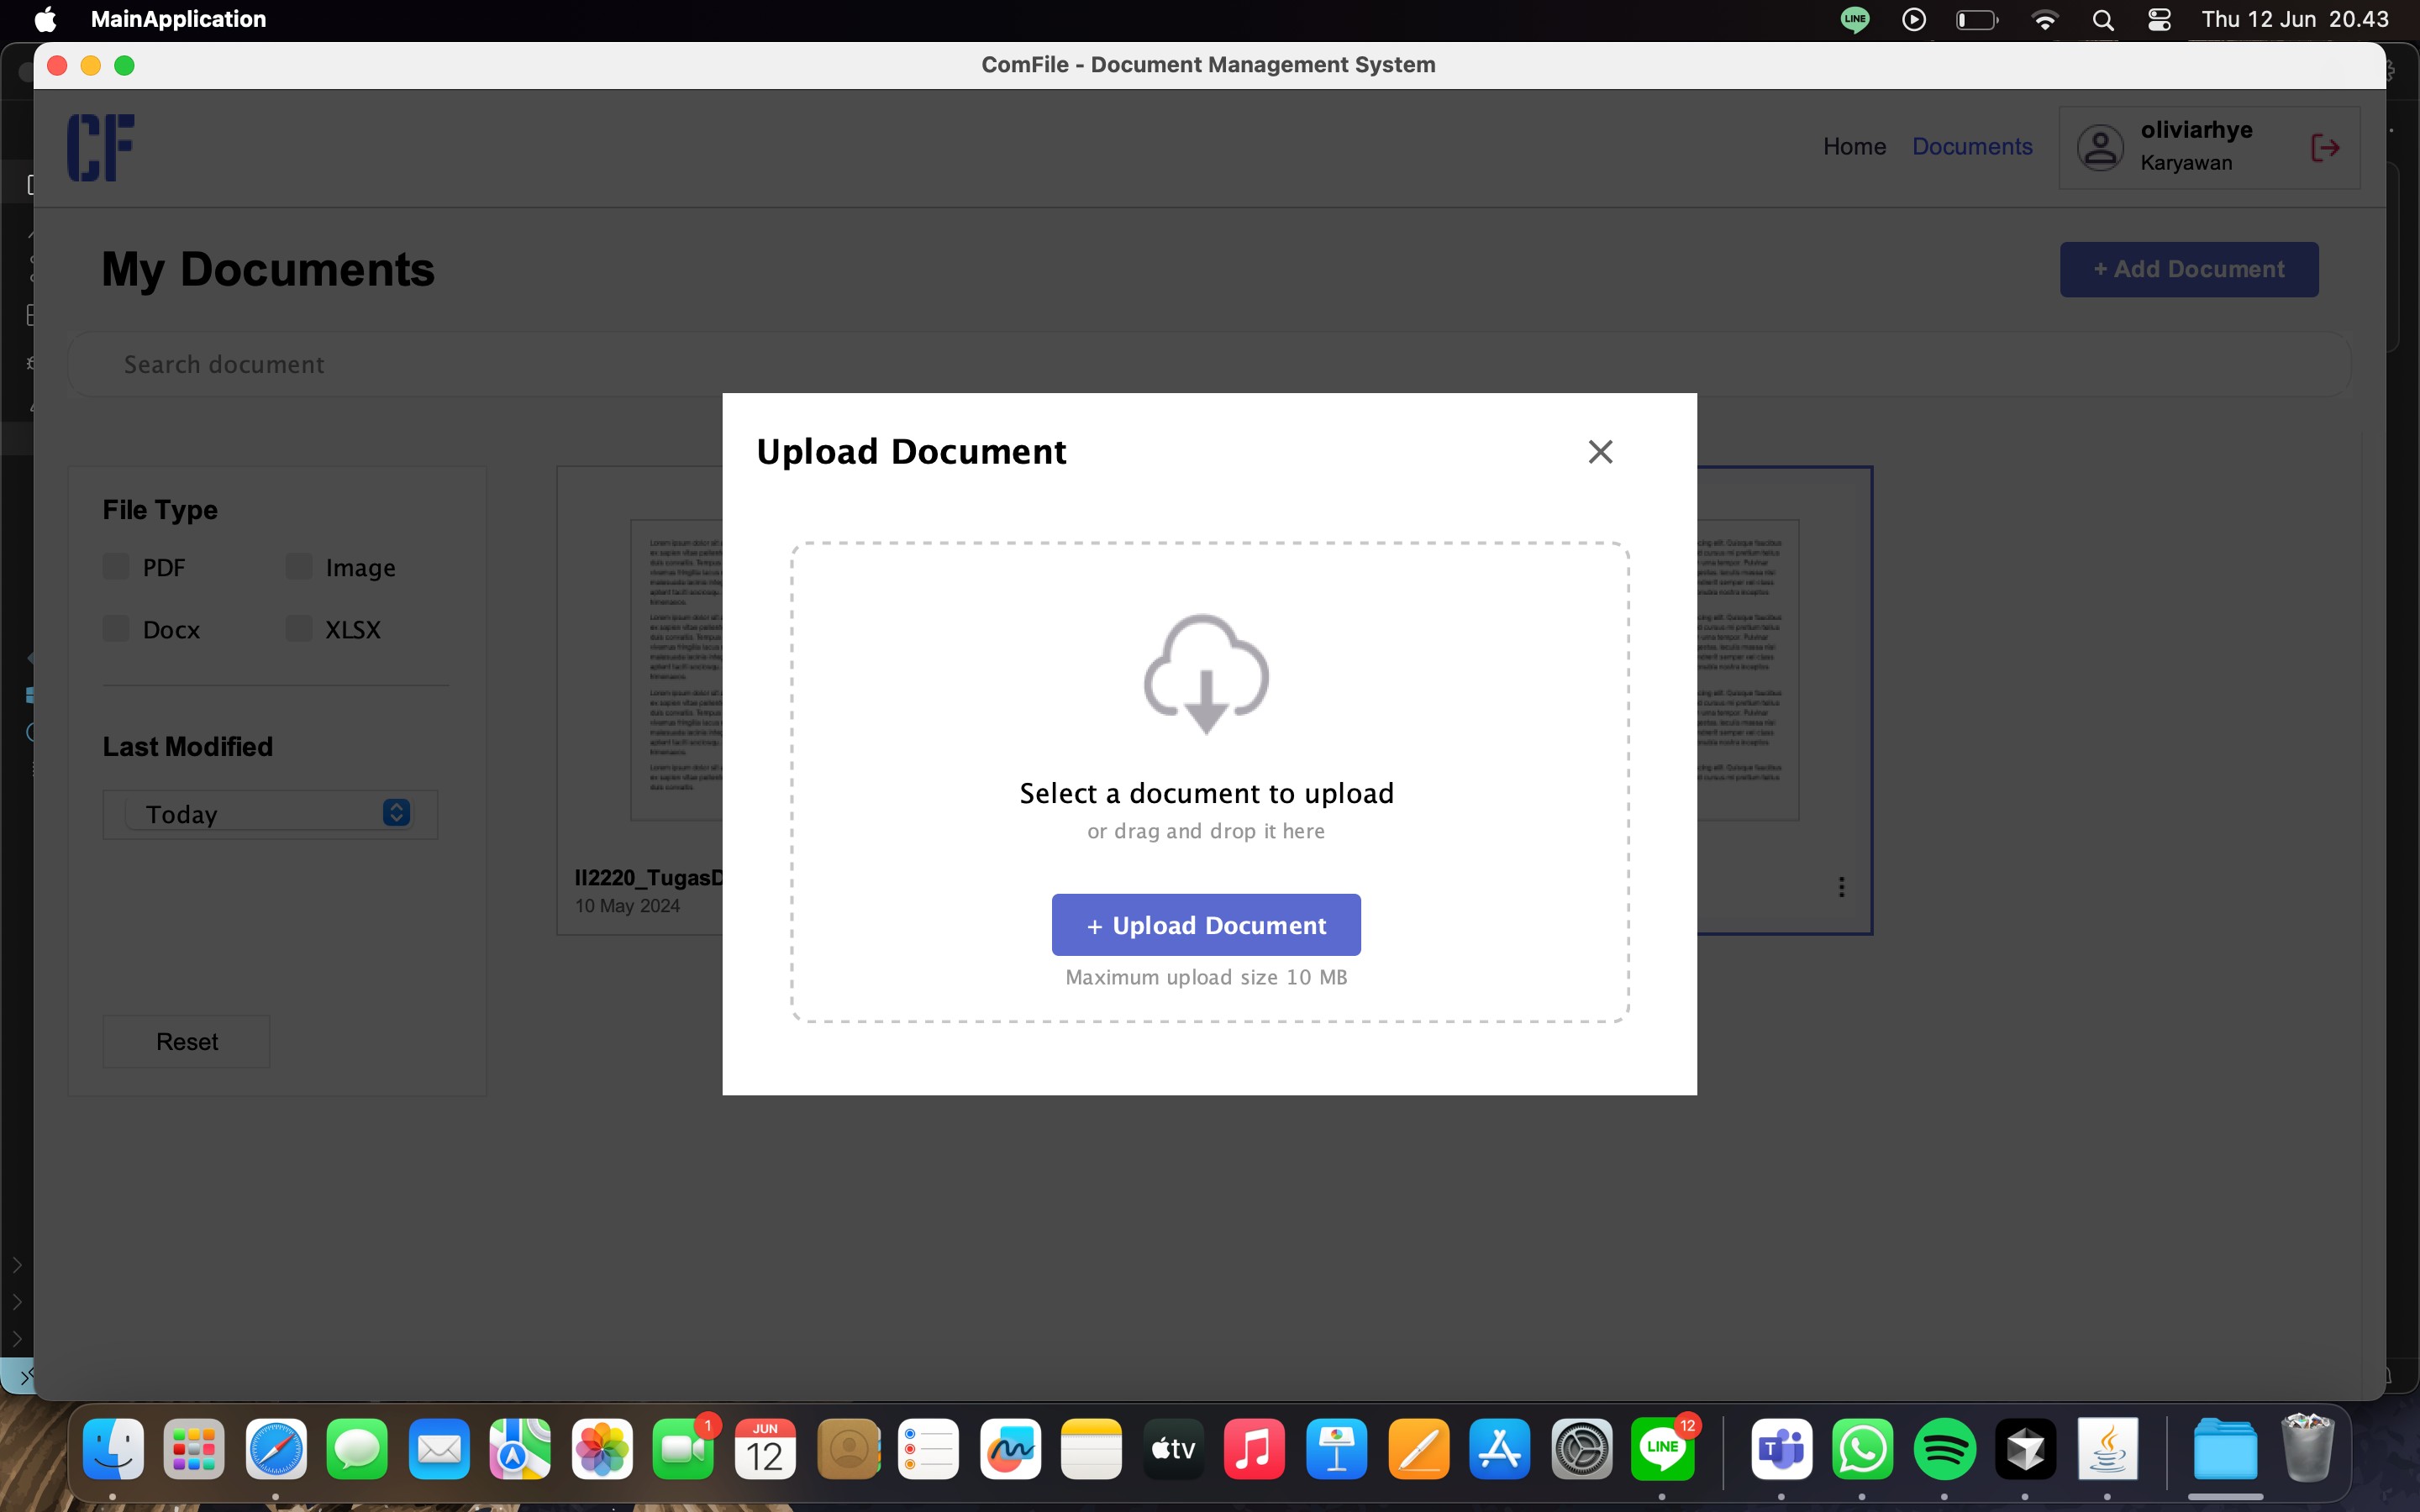 MainApplication
LINE
Thu 12 Jun 20.43
ComFile - Document Management System
CF
Home
Documents
oliviarhye
Karyawan
My Documents
+ Add Document
Search document
Upload Document
File Type
PDF
Image
Docx
XLSX
Last Modified
Today
Reset
Select a document to upload
or drag and drop it here
+ Upload Document
Maximum upload size 10 MB
II2220_TugasD
10 May 2024
1
JUN
12
tv
LINE
12
T